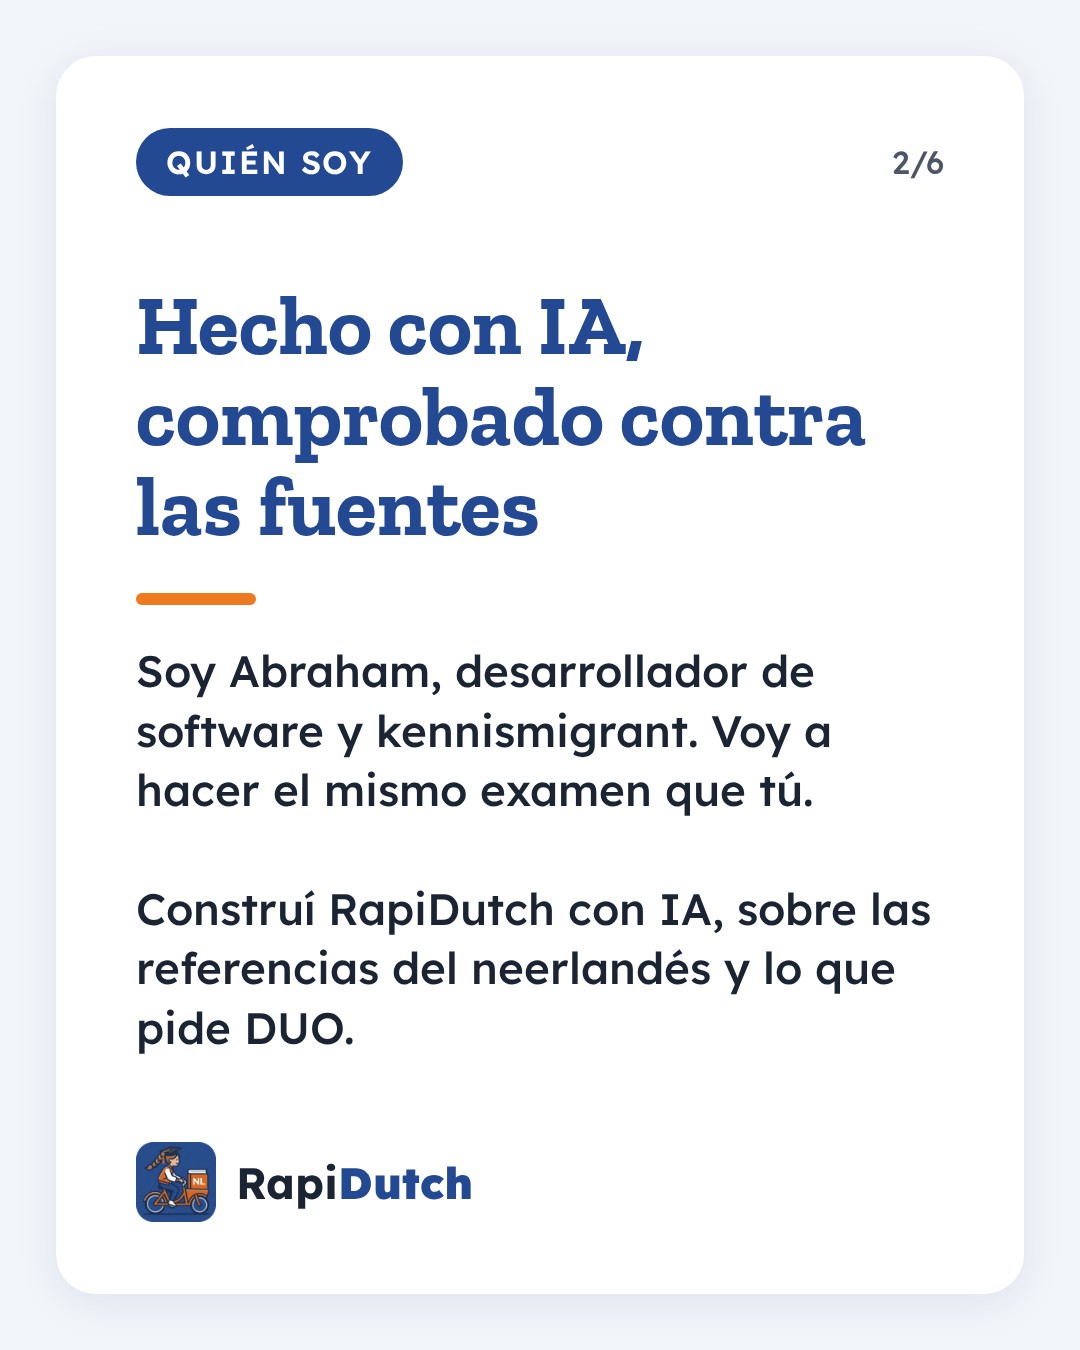 QUIÉN SOY
2/6
Hecho con IA,
comprobado contra
las fuentes
Soy Abraham, desarrollador de
software y kennismigrant. Voy a
hacer el mismo examen que tú.
Construí RapiDutch con IA, sobre las
referencias del neerlandés y lo que
pide DUO.
NL
RapiDutch